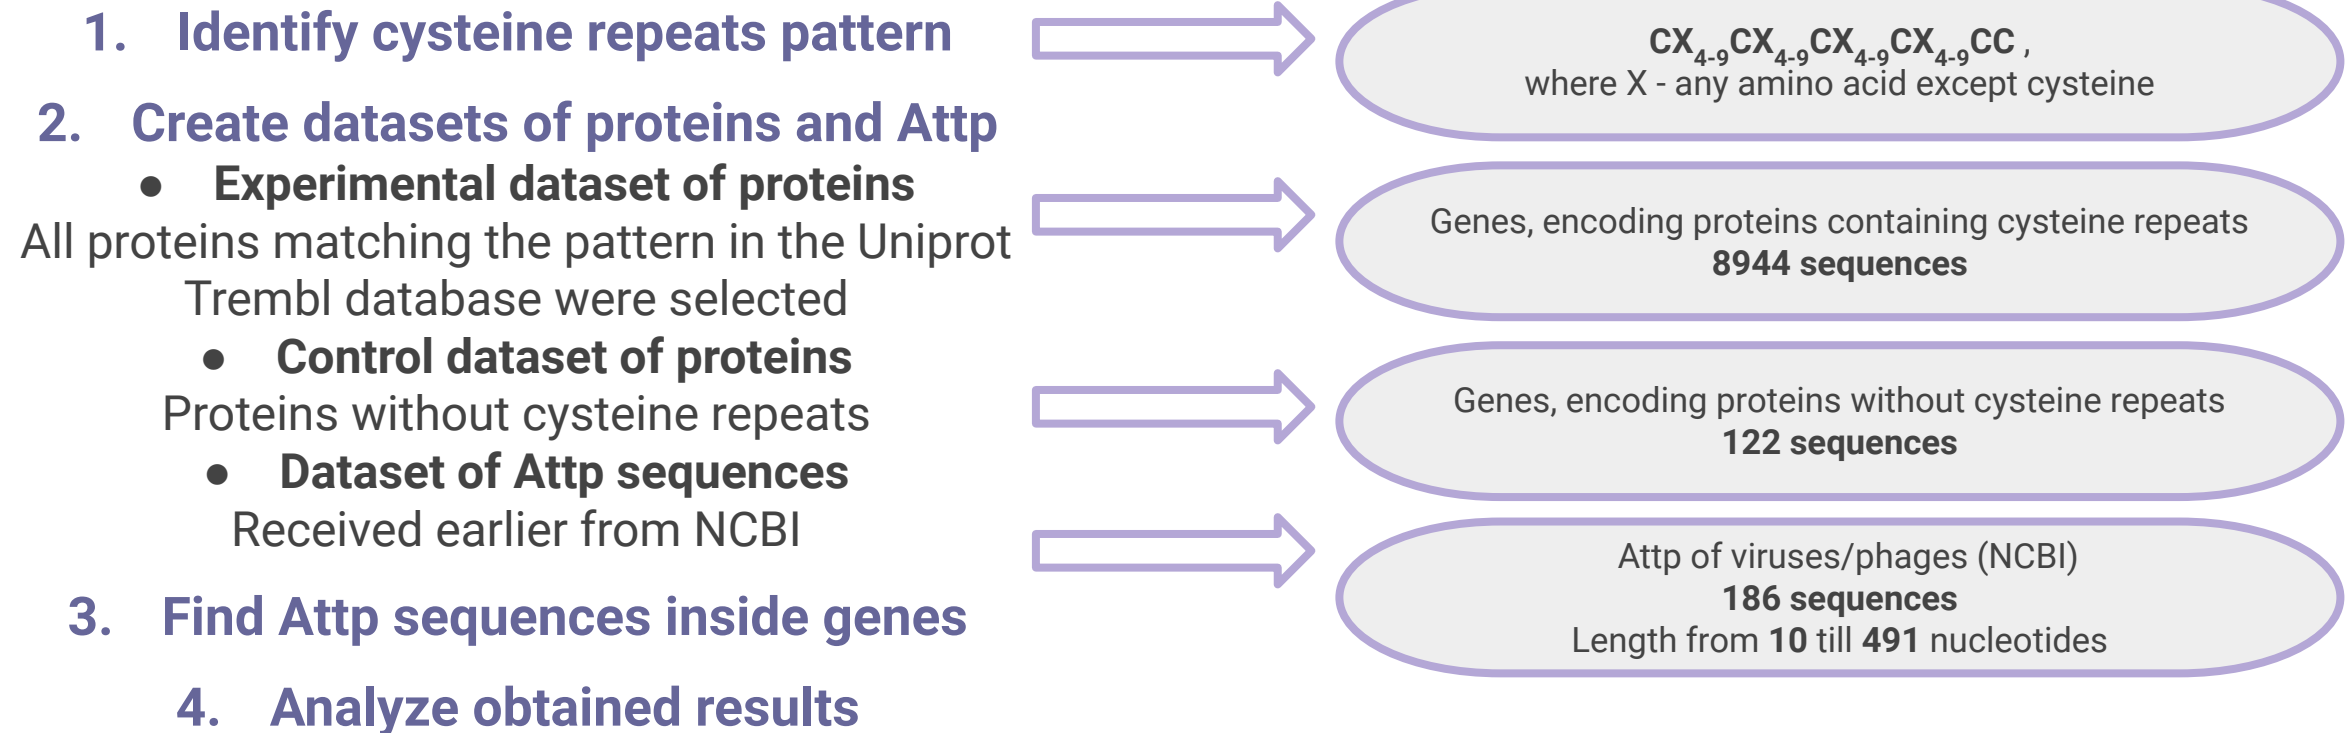 1. Identify cysteine repeats pattern
CX4-9CX4-9CX4-9CX4-9CC ,
where X - any amino acid except cysteine
2. Create datasets of proteins and Attp
● Experimental dataset of proteins
All proteins matching the pattern in the Uniprot
Trembl database were selected
Genes, encoding proteins containing cysteine repeats
8944 sequences
● Control dataset of proteins
Proteins without cysteine repeats
Genes, encoding proteins without cysteine repeats
122 sequences
● Dataset of Attp sequences
Received earlier from NCBI
Attp of viruses/phages (NCBI)
186 sequences
Length from 10 till 491 nucleotides
3. Find Attp sequences inside genes
4. Analyze obtained results